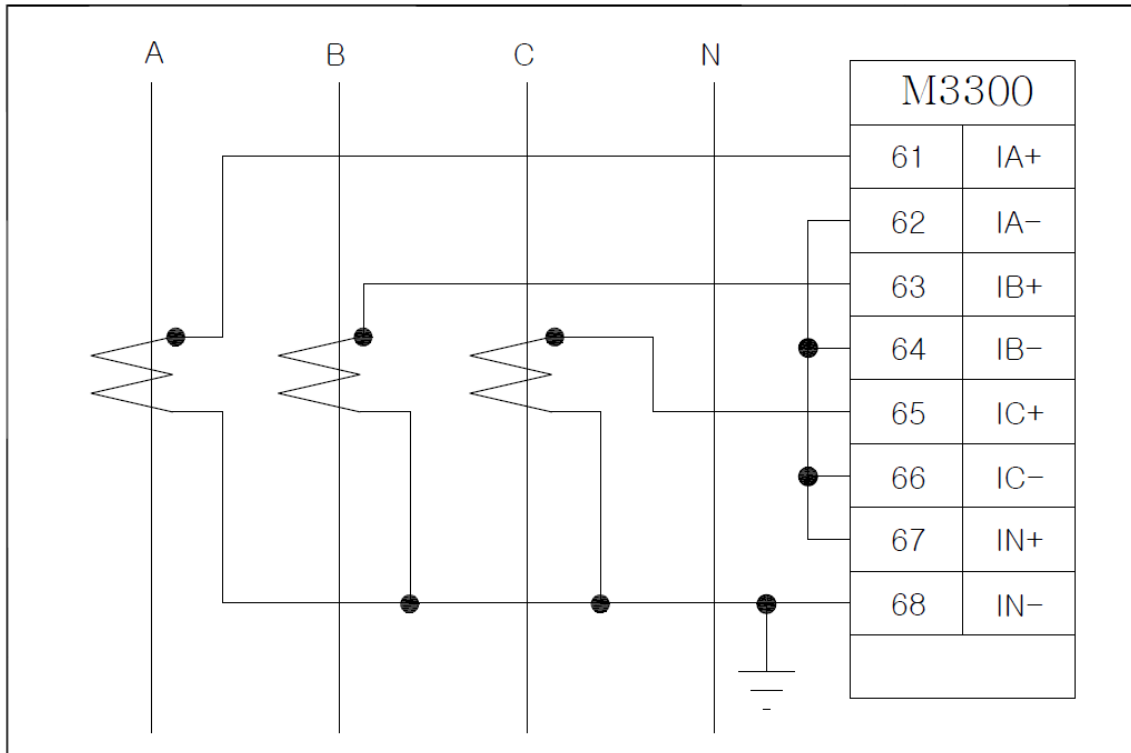 A B C N
M3300
61 IA+
62 IA-
63 IB+
64 IB-
65 IC+
66 IC-
67 IN+
68 IN-